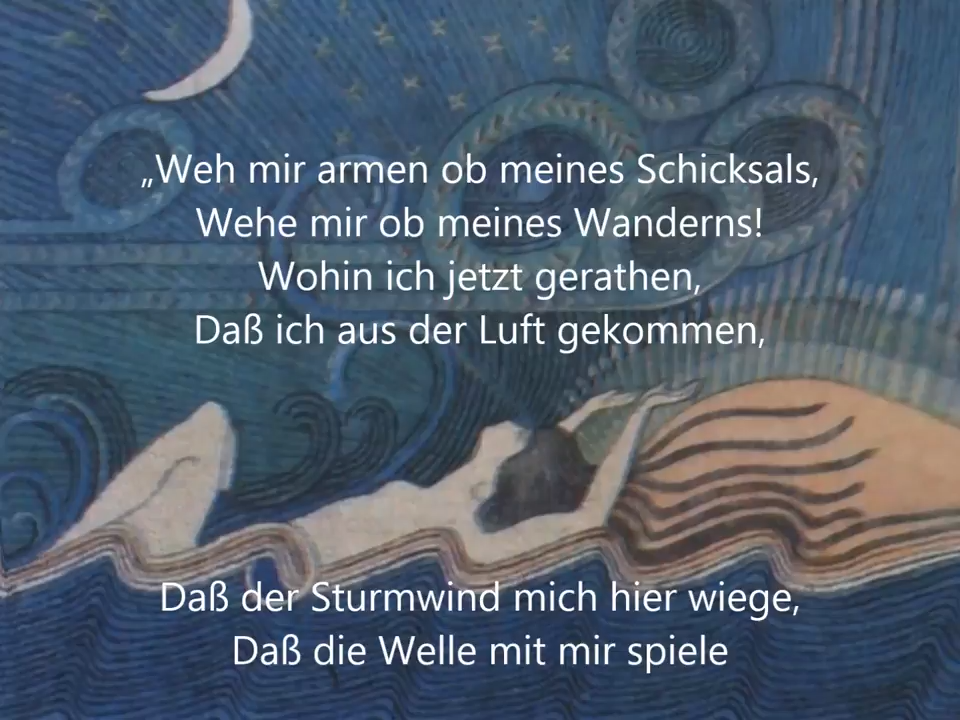 „Weh mir armen ob meines Schicksals,
Wehe mir ob meines Wanderns!
Wohin ich jetzt gerathen,
Daß ich aus der Luft gekommen,
Daß der Sturmwind mich hier wiege,
Daß die Welle mit mir spiele